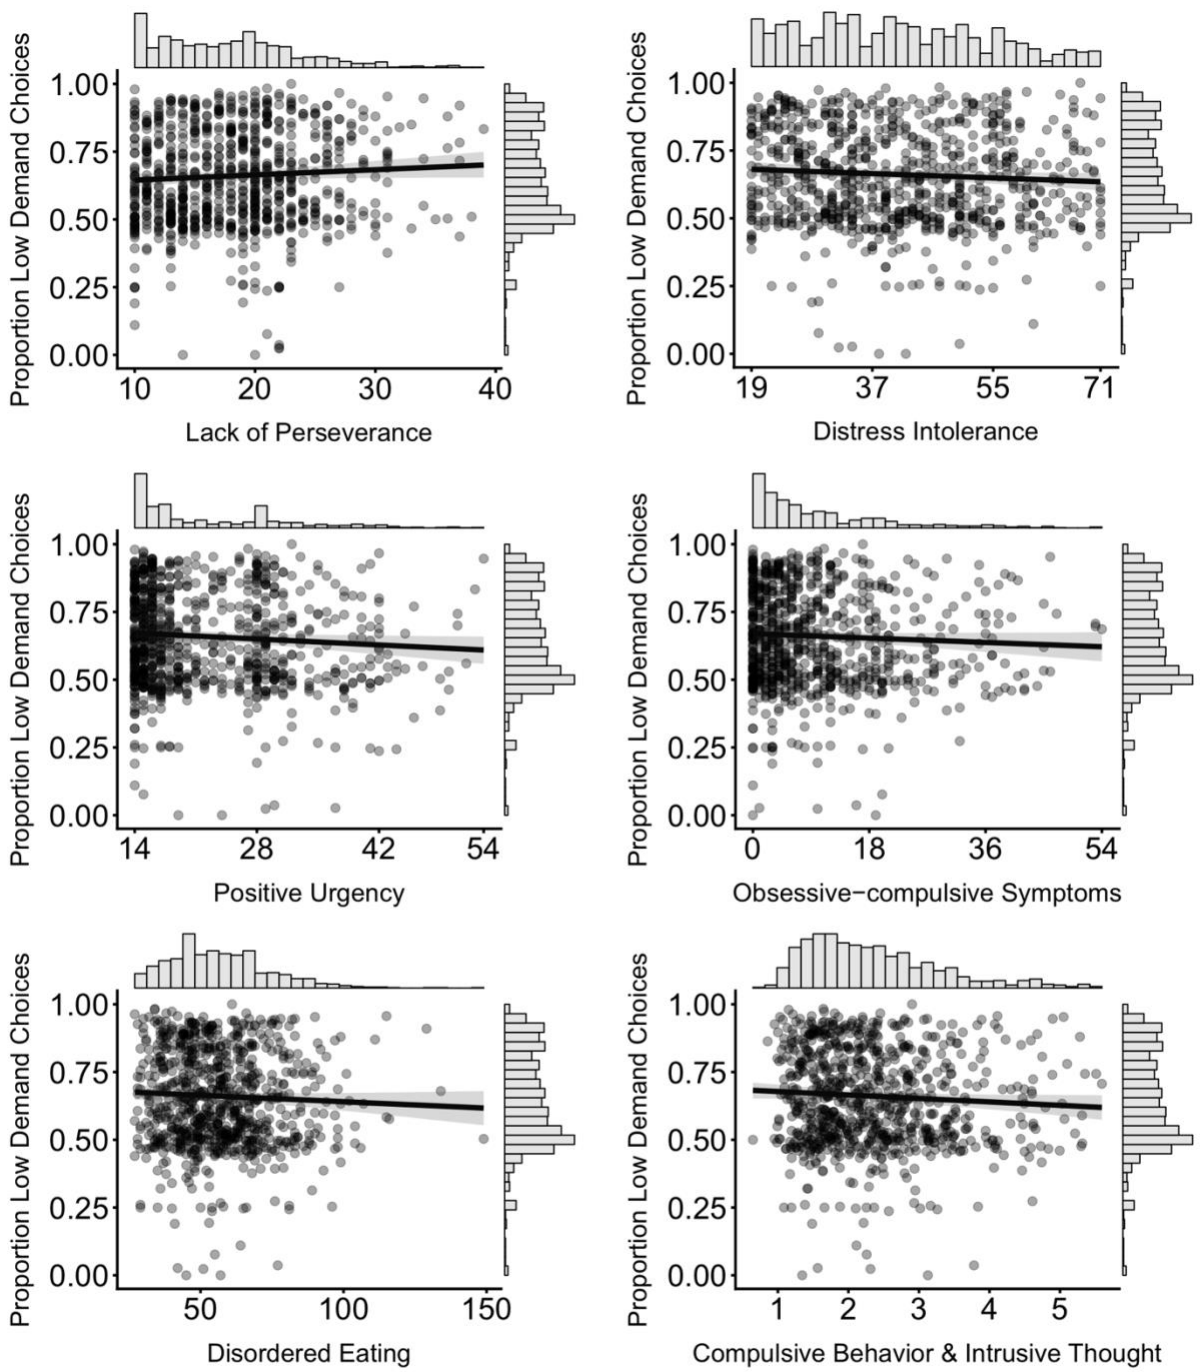 Proportion Low Demand Choices
1.00
0.75
0.50
0.25
0.00
10 20 30 40
Lack of Perseverance
Proportion Low Demand Choices
1.00
0.75
0.50
0.25
0.00
19 37 55 71
Distress Intolerance
Proportion Low Demand Choices
1.00
0.75
0.50
0.25
0.00
14 28 42 54
Positive Urgency
Proportion Low Demand Choices
1.00
0.75
0.50
0.25
0.00
0 18 36 54
Obsessive−compulsive Symptoms
Proportion Low Demand Choices
1.00
0.75
0.50
0.25
0.00
50 100 150
Disordered Eating
Proportion Low Demand Choices
1.00
0.75
0.50
0.25
0.00
1 2 3 4 5
Compulsive Behavior & Intrusive Thought